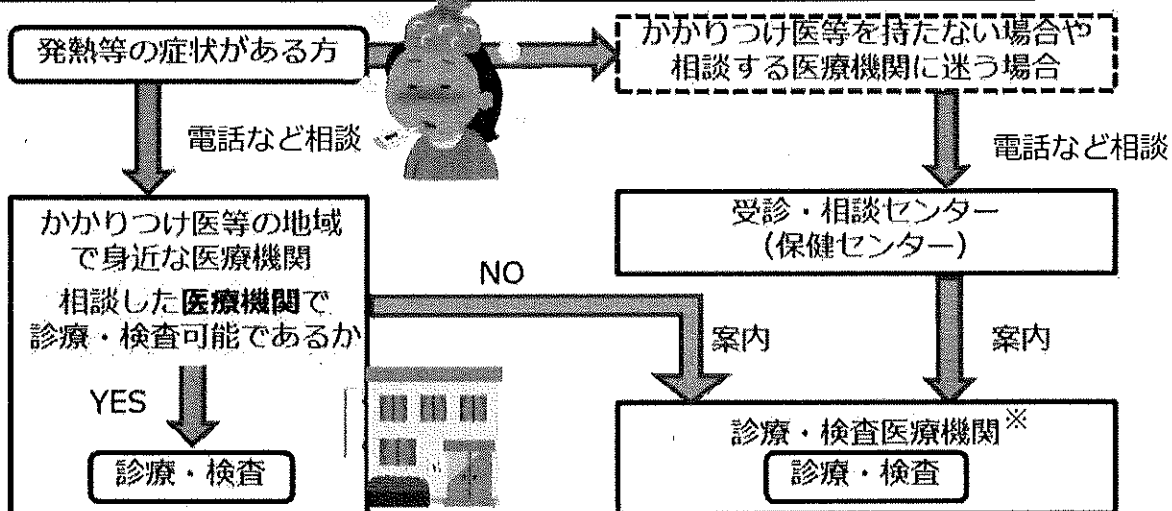 発熱等の症状がある方
かかりつけ医等を持たない場合や
相談する医療機関に迷う場合
電話など相談
電話など相談
かかりつけ医等の地域
で身近な医療機関
相談した医療機関で
診療・検査可能であるか
YES
診療・検査
NO
受診・相談センター
(保健センター)
案内
案内
診療・検査医療機関※
診療・検査